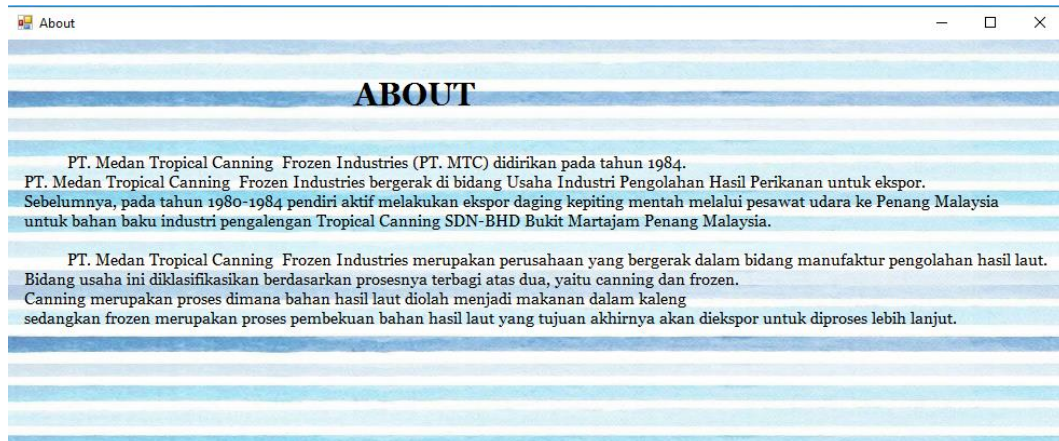 About
ABOUT
PT. Medan Tropical Canning  Frozen Industries (PT. MTC) didirikan pada tahun 1984.
PT. Medan Tropical Canning  Frozen Industries bergerak di bidang Usaha Industri Pengolahan Hasil Perikanan untuk ekspor.
Sebelumnya, pada tahun 1980-1984 pendiri aktif melakukan ekspor daging kepiting mentah melalui pesawat udara ke Penang Malaysia
untuk bahan baku industri pengalengan Tropical Canning SDN-BHD Bukit Martajam Penang Malaysia.
PT. Medan Tropical Canning  Frozen Industries merupakan perusahaan yang bergerak dalam bidang manufaktur pengolahan hasil laut.
Bidang usaha ini diklasifikasikan berdasarkan prosesnya terbagi atas dua, yaitu canning dan frozen.
Canning merupakan proses dimana bahan hasil laut diolah menjadi makanan dalam kaleng
sedangkan frozen merupakan proses pembekuan bahan hasil laut yang tujuan akhirnya akan diekspor untuk diproses lebih lanjut.